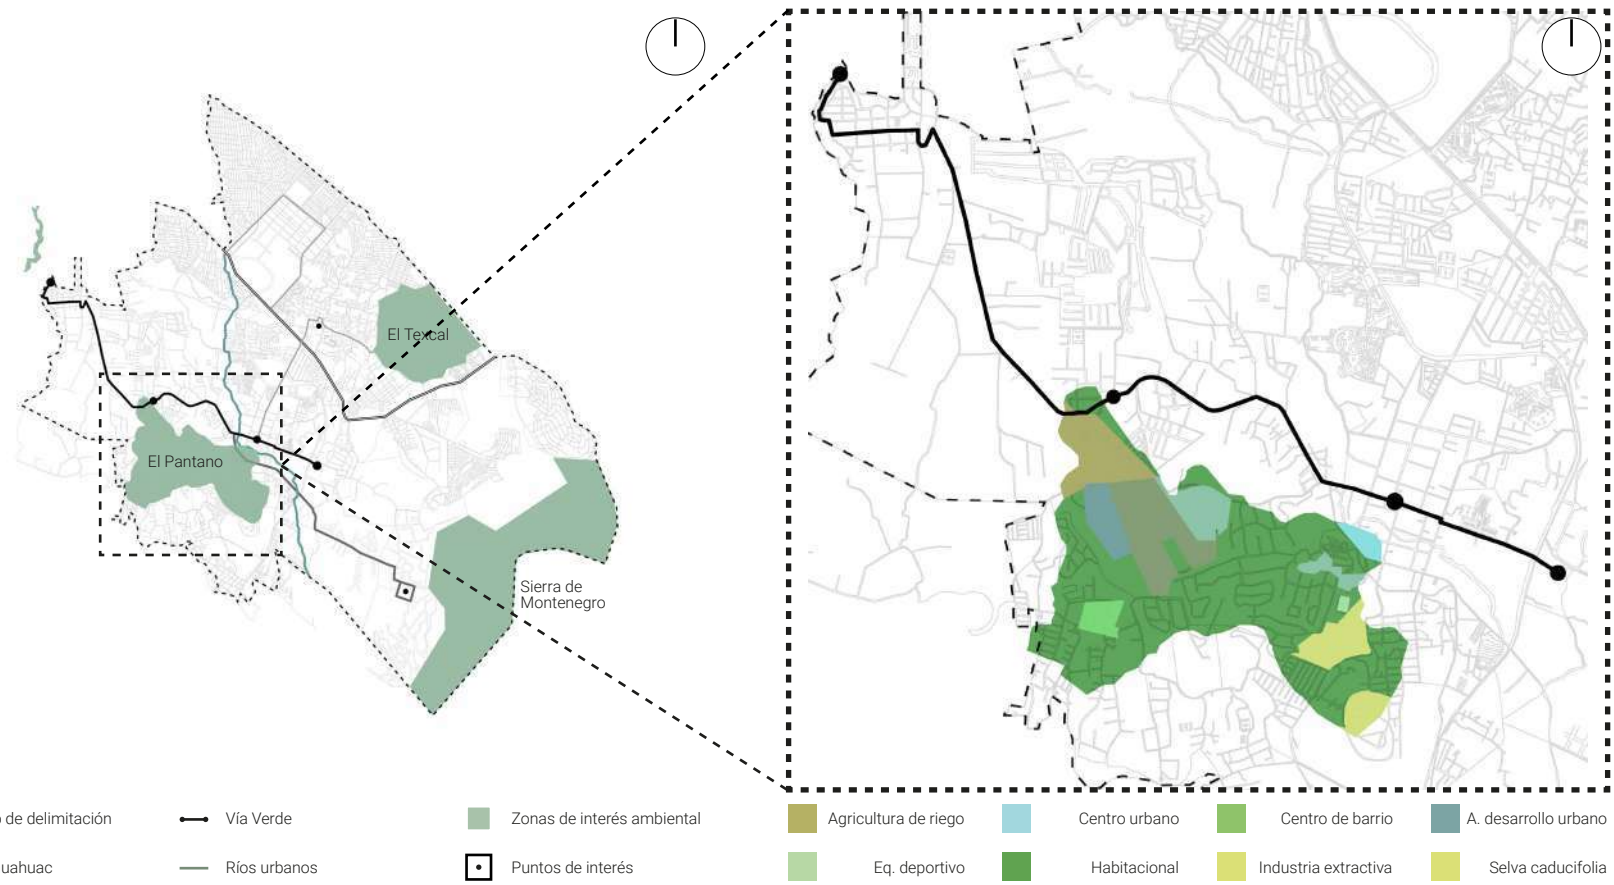 El Texcal
El Pantano
Sierra de
Montenegro
de delimitación
Vía Verde
Zonas de interés ambiental
Agricultura de riego
Centro urbano
Centro de barrio
A. desarrollo urbano
uahuac
Ríos urbanos
Puntos de interés
Eq. deportivo
Habitacional
Industria extractiva
Selva caducifolia